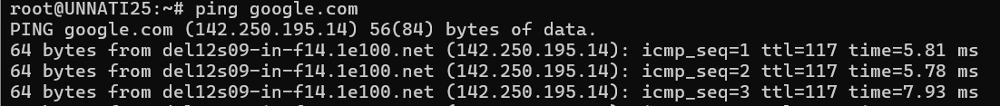 root@UNNATI25:~# ping google.com
PING google.com (142.250.195.14) 56(84) bytes of data.
64 bytes from del12s09-in-f14.1e100.net (142.250.195.14): icmp_seq=1 ttl=117 time=5.81 ms
64 bytes from del12s09-in-f14.1e100.net (142.250.195.14): icmp_seq=2 ttl=117 time=5.78 ms
64 bytes from del12s09-in-f14.1e100.net (142.250.195.14): icmp_seq=3 ttl=117 time=7.93 ms